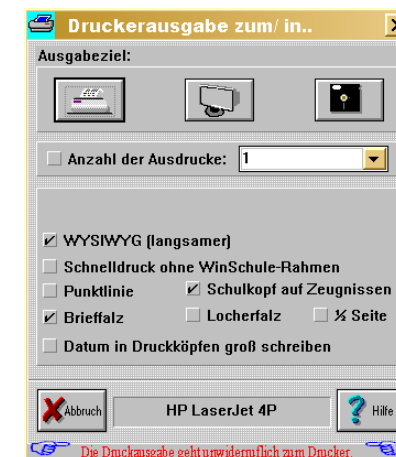 Druckerausgabe zum/ in..
Ausgabeziel:
Anzahl der Ausdrucke: 1
WYSIWYG (langsamer)
Schnelldruck ohne WinSchule-Rahmen
Punktlinie Schulkopf auf Zeugnissen
Brieffalz Locherfalz ½ Seite
Datum in Druckköpfen groß schreiben
Abbruch HP LaserJet 4P Hilfe
Die Druckausgabe geht unwiderruflich zum Drucker.